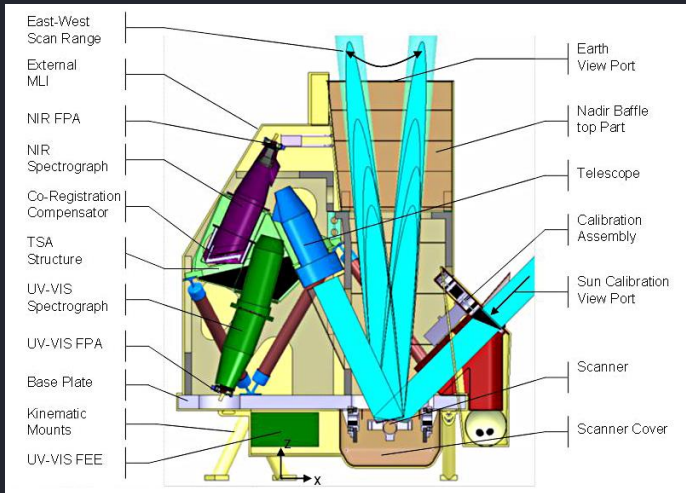 East-West
Scan Range
External
MLI
NIR FPA
NIR
Spectrograph
Co-Registration
Compensator
TSA
Structure
UV-VIS
Spectrograph
UV-VIS FPA
Base Plate
Kinematic
Mounts
UV-VIS FEE
Earth
View Port
Nadir Baffle
top Part
Telescope
Calibration
Assembly
Sun Calibration
View Port
Scanner
Scanner Cover
Z
X